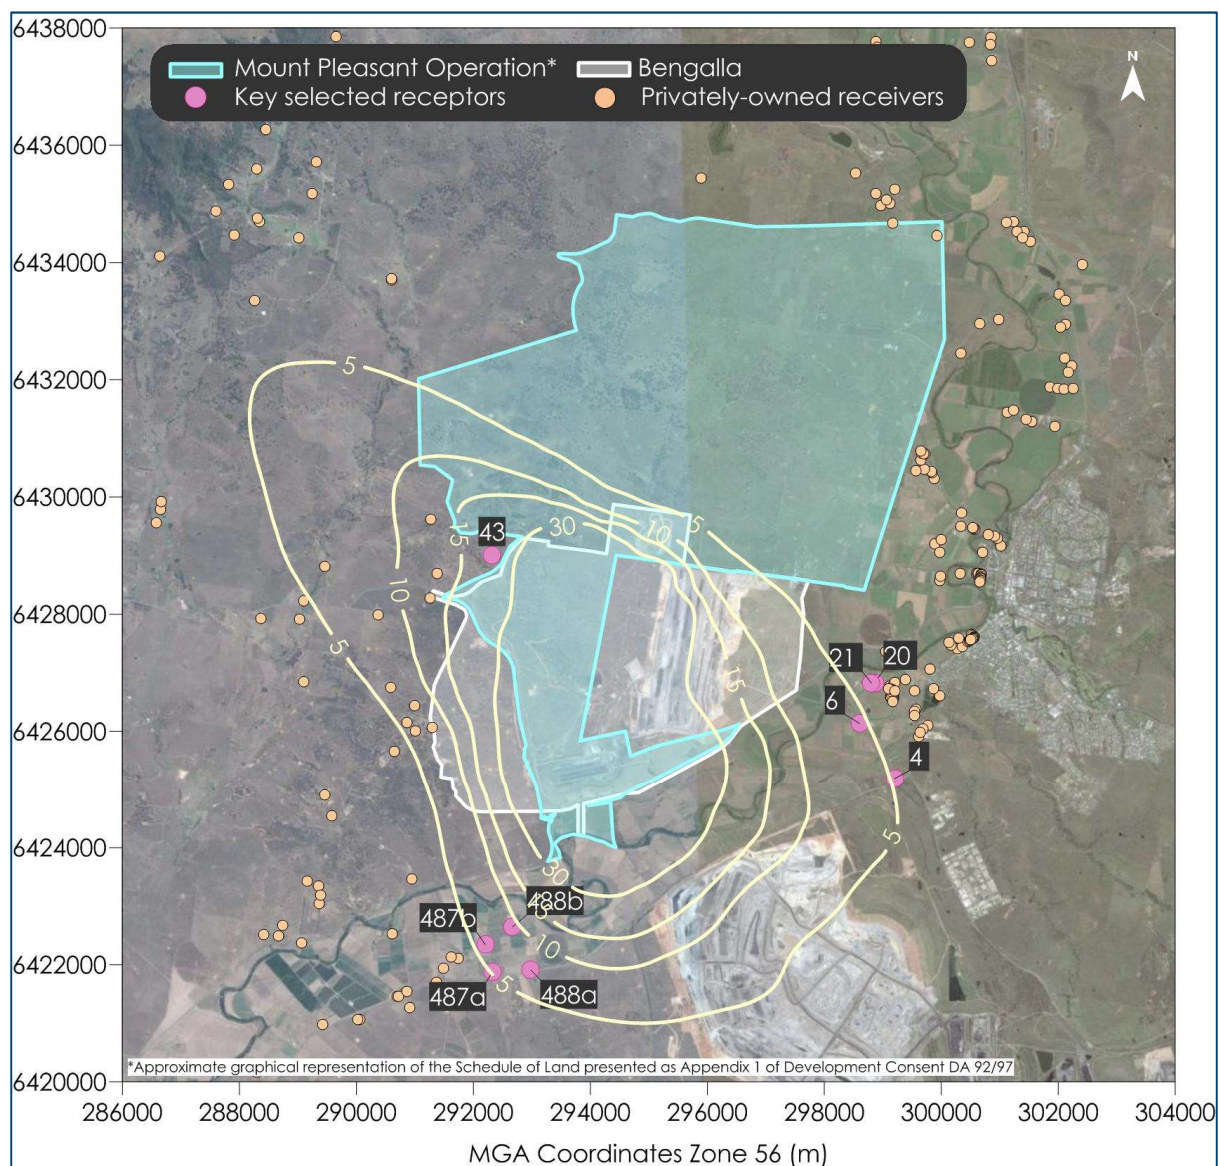 6438000
Mount Pleasant Operation* Bengalla
Key selected receptors Privately-owned receivers
N
6436000
6434000
6432000
5
6430000
30 10 5
43 15
6428000
10
5
21 20
15
6426000
6
4
6424000
5
30
488b
487b
5
6422000
10
487a 5 488a
*Approximate graphical representation of the Schedule of Land presented as Appendix 1 of Development Consent DA 92/97
6420000
286000 288000 290000 292000 294000 296000 298000 300000 302000 304000
MGA Coordinates Zone 56 (m)